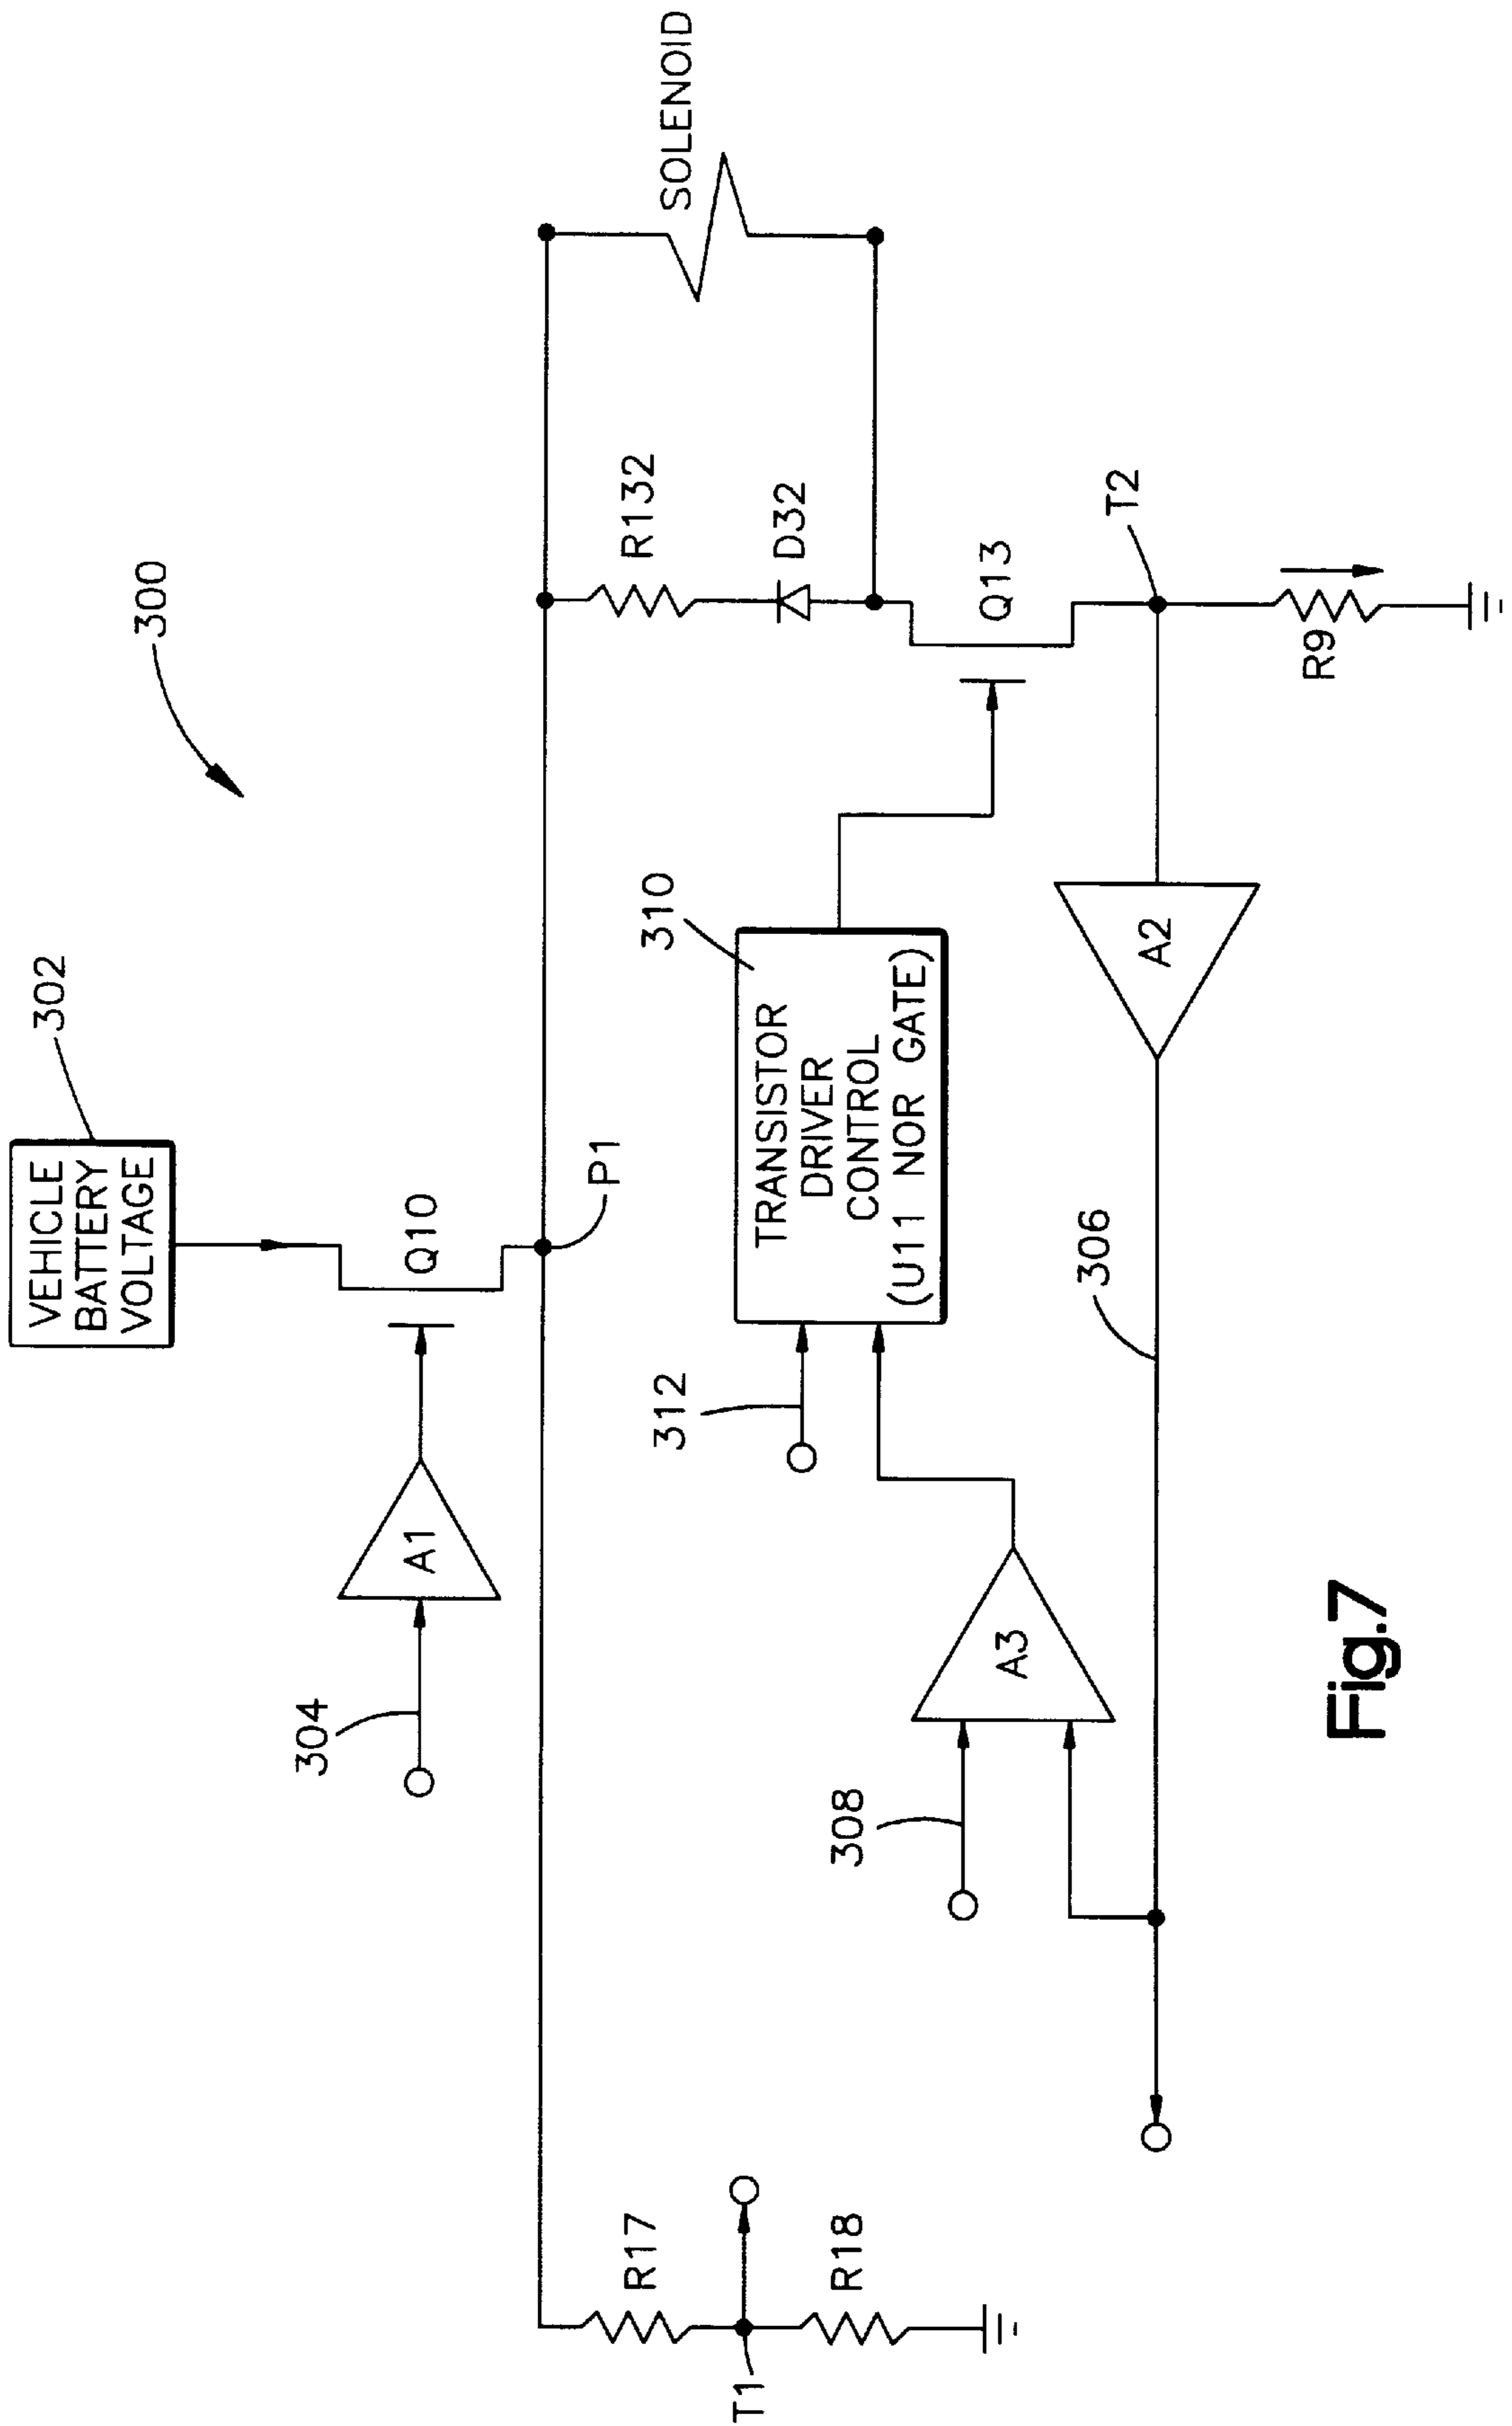 300
VEHICLE
BATTERY
VOLTAGE
302
304
A1
Q10
P1
SOLENOID
R132
D32
310
TRANSISTOR
DRIVER
CONTROL
(U11 NOR GATE)
312
Q13
T2
R9
A2
306
308
A3
R17
T1
R18
Fig.7